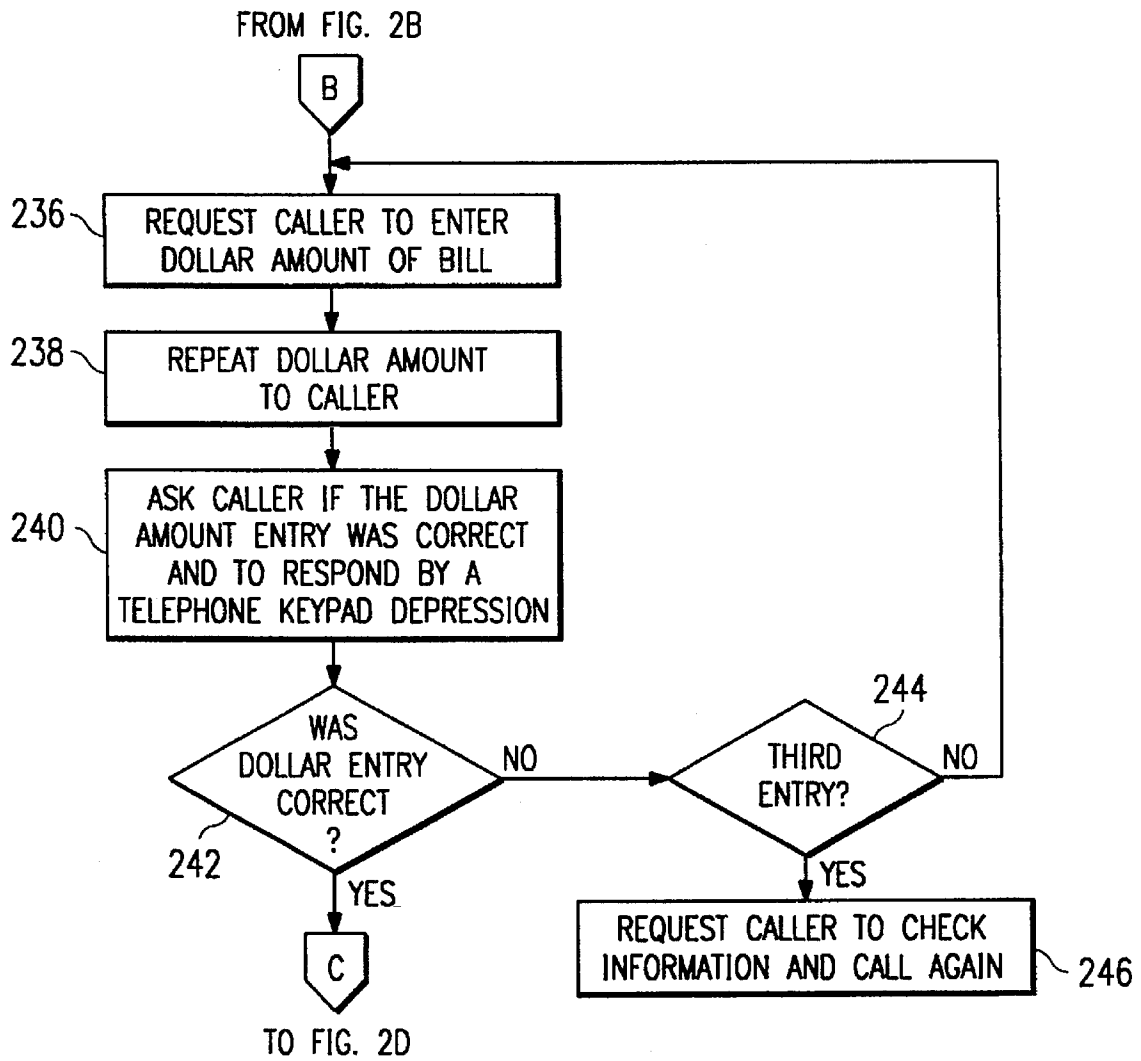 FROM FIG. 2B
B
236
REQUEST CALLER TO ENTER
DOLLAR AMOUNT OF BILL
238
REPEAT DOLLAR AMOUNT
TO CALLER
240
ASK CALLER IF THE DOLLAR
AMOUNT ENTRY WAS CORRECT
AND TO RESPOND BY A
TELEPHONE KEYPAD DEPRESSION
WAS
DOLLAR ENTRY
CORRECT
?
242
NO
YES
244
THIRD
ENTRY?
NO
YES
REQUEST CALLER TO CHECK
INFORMATION AND CALL AGAIN
246
C
TO FIG. 2D